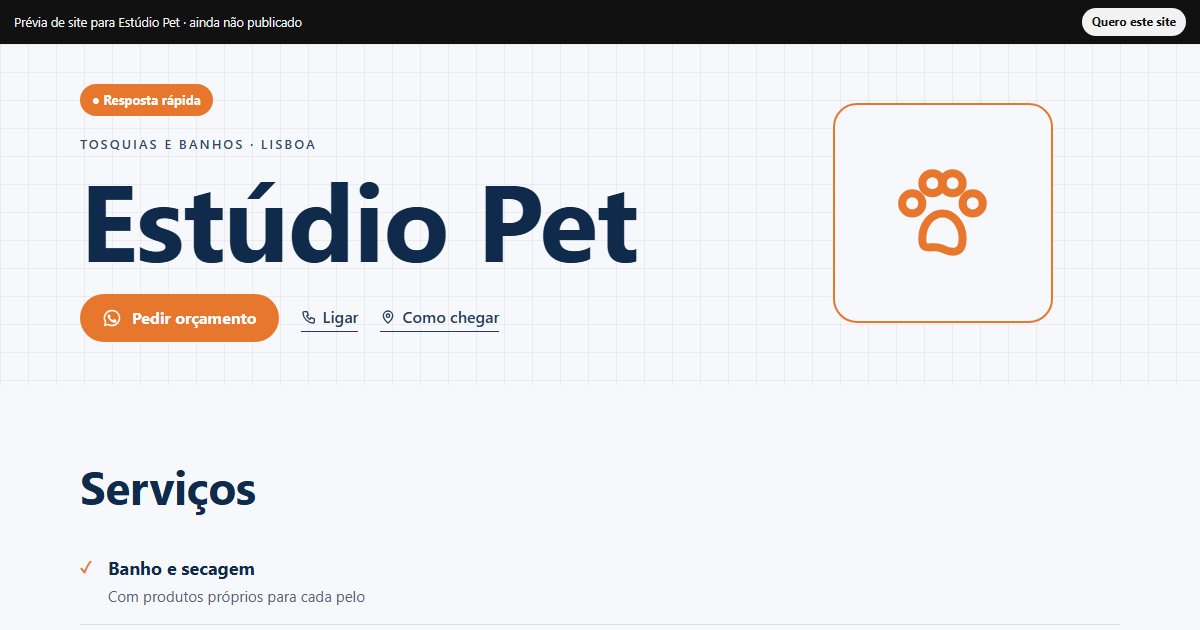 Prévia de site para Estúdio Pet · ainda não publicado
Quero este site
• Resposta rápida
TOSQUIAS E BANHOS · LISBOA
Estúdio Pet
Pedir orçamento
Ligar
Como chegar
Serviços
✓ Banho e secagem
Com produtos próprios para cada pelo